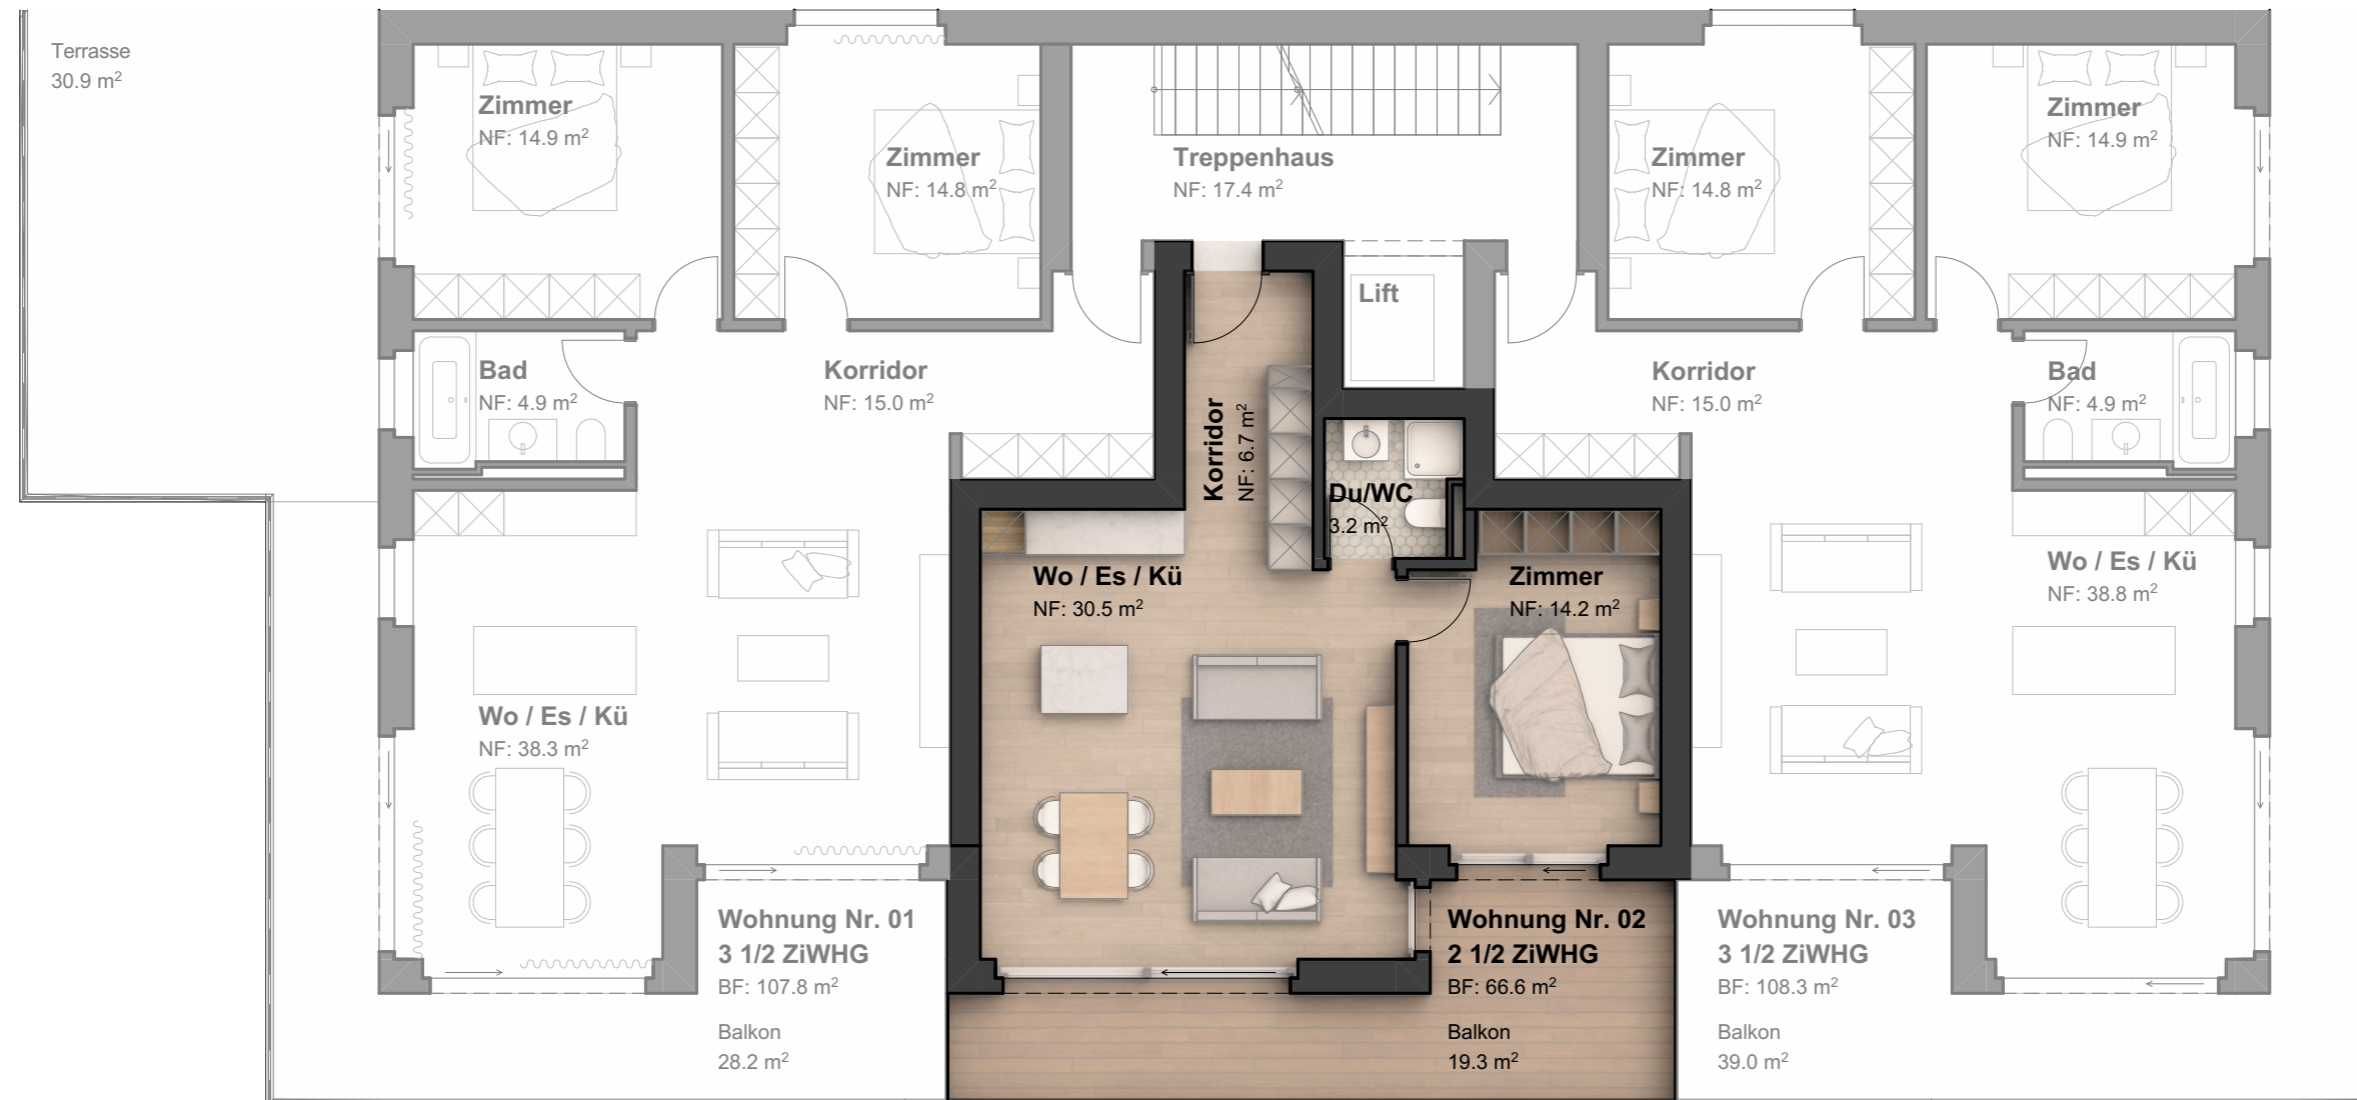 Terrasse
30.9 m²
Zimmer
NF: 14.9 m²
Zimmer
NF: 14.8 m²
Treppenhaus
NF: 17.4 m²
Zimmer
NF: 14.8 m²
Zimmer
NF: 14.9 m²
Lift
Bad
NF: 4.9 m²
Korridor
NF: 15.0 m²
Korridor
NF: 6.7 m²
Korridor
NF: 15.0 m²
Bad
NF: 4.9 m²
Du/WC
3.2 m²
Wo / Es / Kü
NF: 30.5 m²
Zimmer
NF: 14.2 m²
Wo / Es / Kü
NF: 38.8 m²
Wo / Es / Kü
NF: 38.3 m²
Wohnung Nr. 01
3 1/2 ZiWHG
BF: 107.8 m²
Balkon
28.2 m²
Wohnung Nr. 02
2 1/2 ZiWHG
BF: 66.6 m²
Balkon
19.3 m²
Wohnung Nr. 03
3 1/2 ZiWHG
BF: 108.3 m²
Balkon
39.0 m²